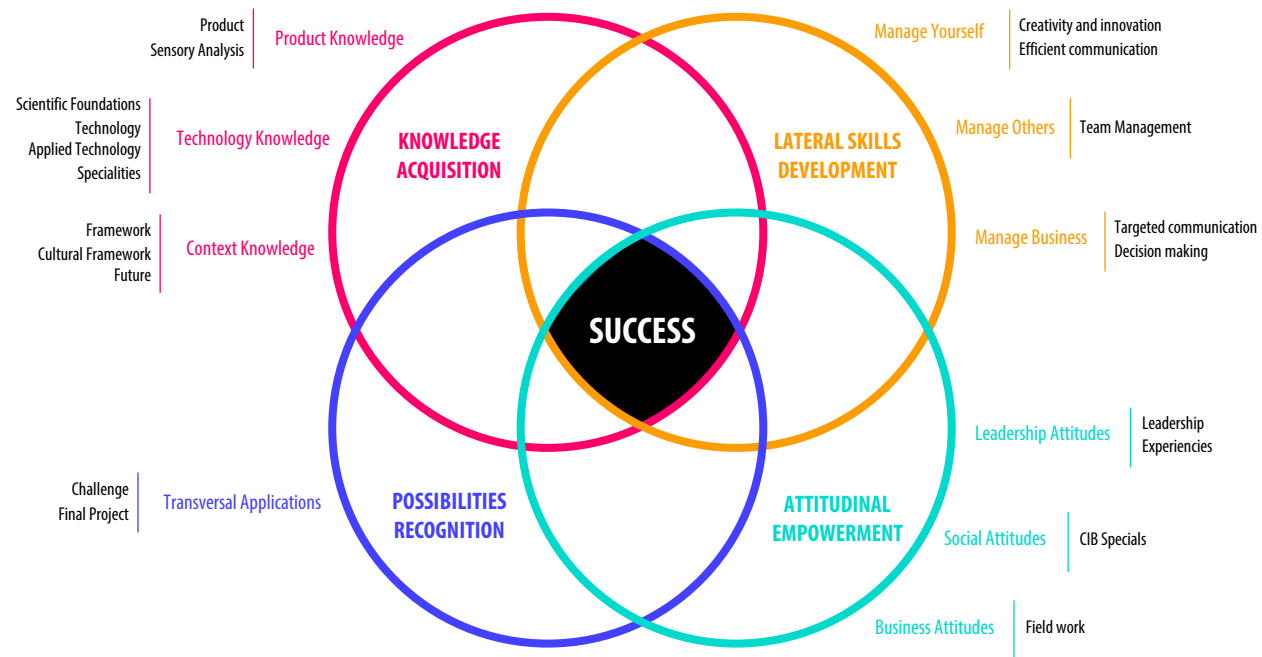 Product
Sensory Analysis
Product Knowledge
Scientific Foundations
Technology
Applied Technology
Specialities
Technology Knowledge
Framework
Cultural Framework
Future
Context Knowledge
KNOWLEDGE
ACQUISITION
LATERAL SKILLS
DEVELOPMENT
Manage Yourself
Creativity and innovation
Efficient communication
Manage Others
Team Management
Manage Business
Targeted communication
Decision making
SUCCESS
Challenge
Final Project
Transversal Applications
POSSIBILITIES
RECOGNITION
ATTITUDINAL
EMPOWERMENT
Leadership Attitudes
Leadership
Experiencies
Social Attitudes
CIB Specials
Business Attitudes
Field work